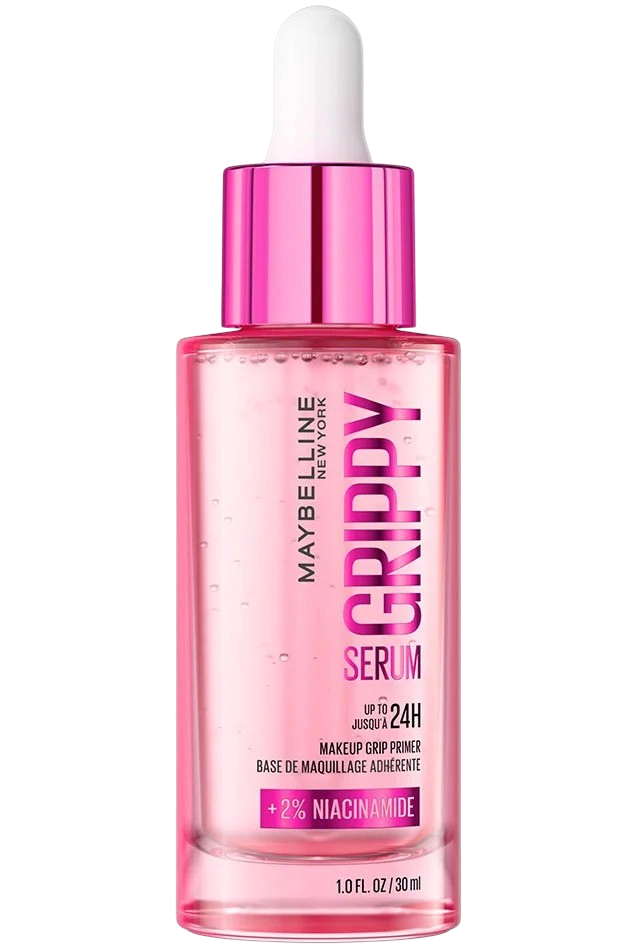 MAYBELLINE
NEW YORK
GRIPPY
SERUM
UP TO
JUSQU'À 24H
MAKEUP GRIP PRIMER
BASE DE MAQUILLAGE ADHÉRENTE
+ 2% NIACINAMIDE
1.0 FL. OZ / 30 ml